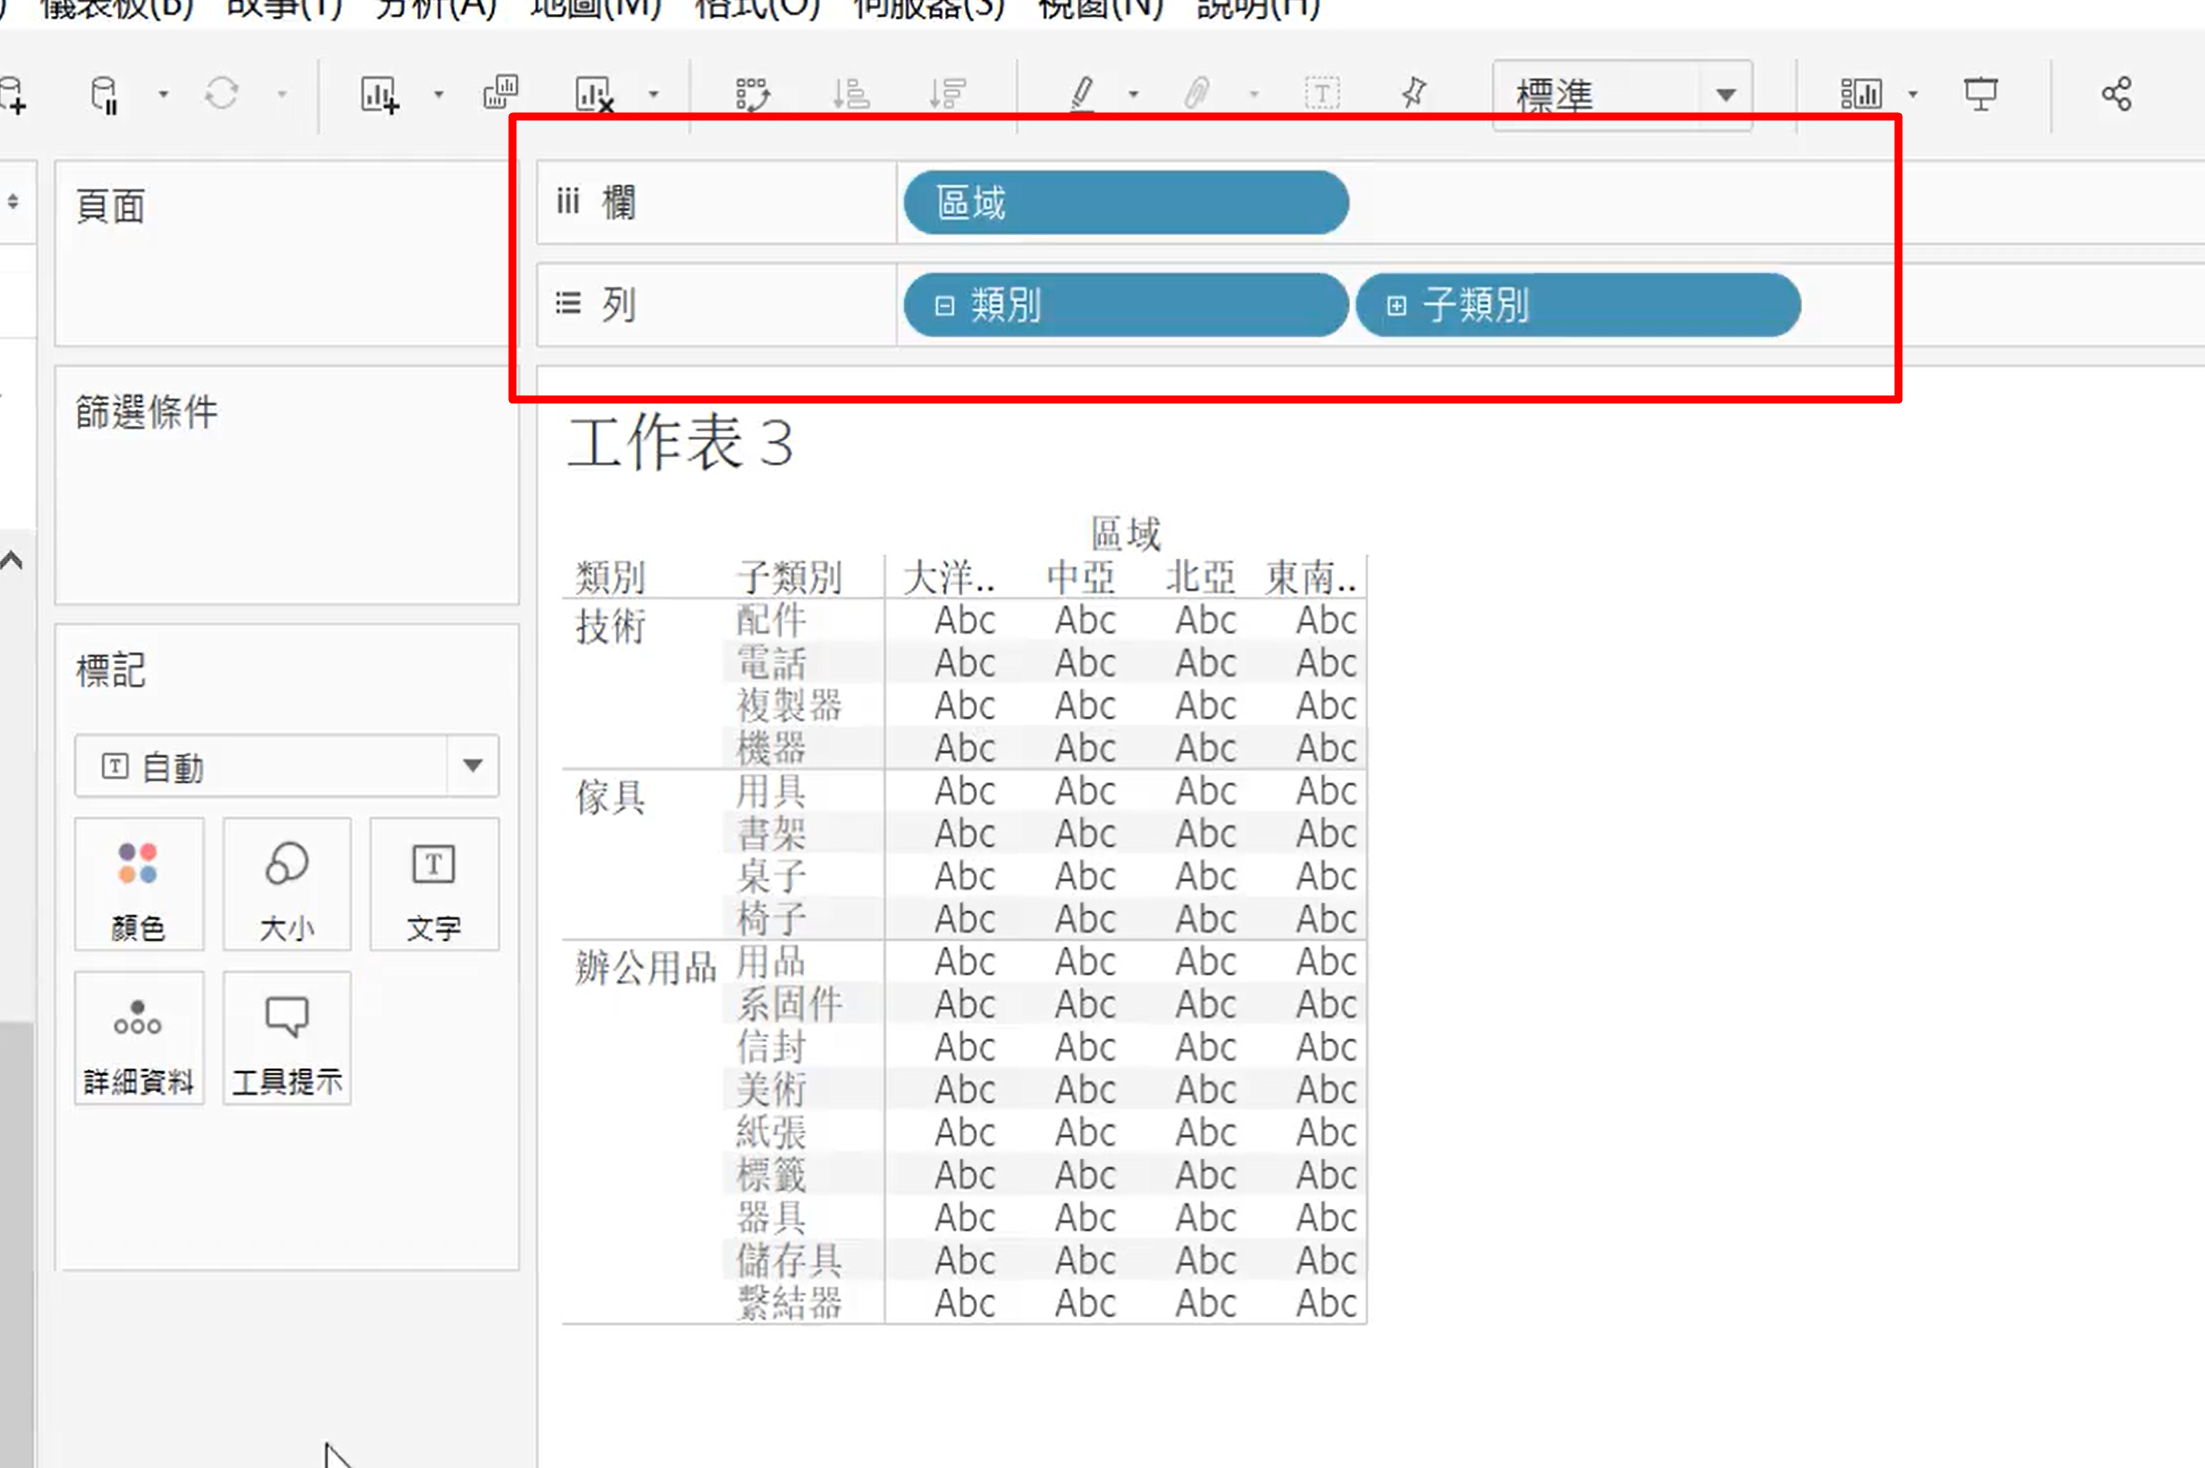 儀表板(B) 故事(T) 分析(A) 地圖(M) 格式(O) 伺服器(S) 視窗(N) 說明(H)
標準
頁面
iii 欄 區域
列 類別 子類別
篩選條件
工作表 3
區域
類別 子類別 大洋.. 中亞 北亞 東南..
技術 配件 Abc Abc Abc Abc
電話 Abc Abc Abc Abc
複製器 Abc Abc Abc Abc
機器 Abc Abc Abc Abc
傢具 用具 Abc Abc Abc Abc
書架 Abc Abc Abc Abc
桌子 Abc Abc Abc Abc
椅子 Abc Abc Abc Abc
辦公用品 用品 Abc Abc Abc Abc
系固件 Abc Abc Abc Abc
信封 Abc Abc Abc Abc
美術 Abc Abc Abc Abc
紙張 Abc Abc Abc Abc
標籤 Abc Abc Abc Abc
器具 Abc Abc Abc Abc
儲存具 Abc Abc Abc Abc
繫結器 Abc Abc Abc Abc
標記
自動
顏色 大小 文字
詳細資料 工具提示